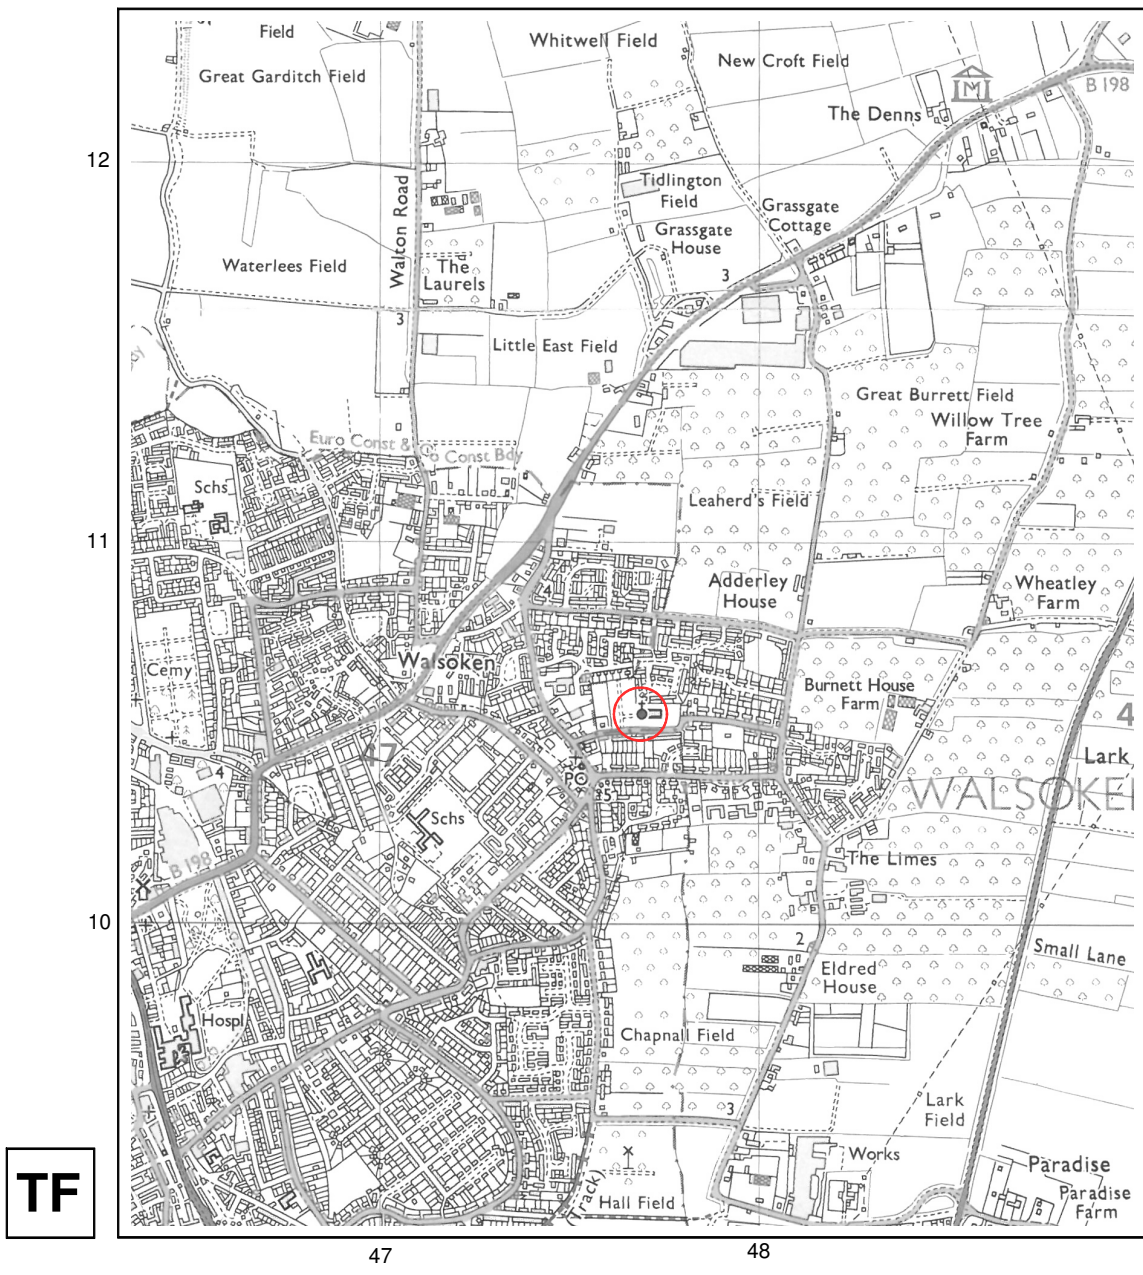 Field
Great Garditch Field
Whitwell Field
New Croft Field
M
B 198
The Denns
12
Walton Road
Tidlington
Field
Grassgate
Cottage
Grassgate
House
Waterlees Field
The
Laurels
3
3
Little East Field
Great Burrett Field
Willow Tree
Farm
Euro Const & Co Const Bdy
Schs
Leaherd's Field
11
Adderley
House
Wheatley
Farm
4
Walsoken
Cemy
Burnett House
Farm
4
47
Lark
4
PO
5
WALSOKE
Schs
B 198
The Limes
10
2
Small Lane
Eldred
House
Hospl
Chapnall Field
3
Lark
Field
Works
Paradise
Paradise
Farm
TF
(Track)
Hall Field
47
48